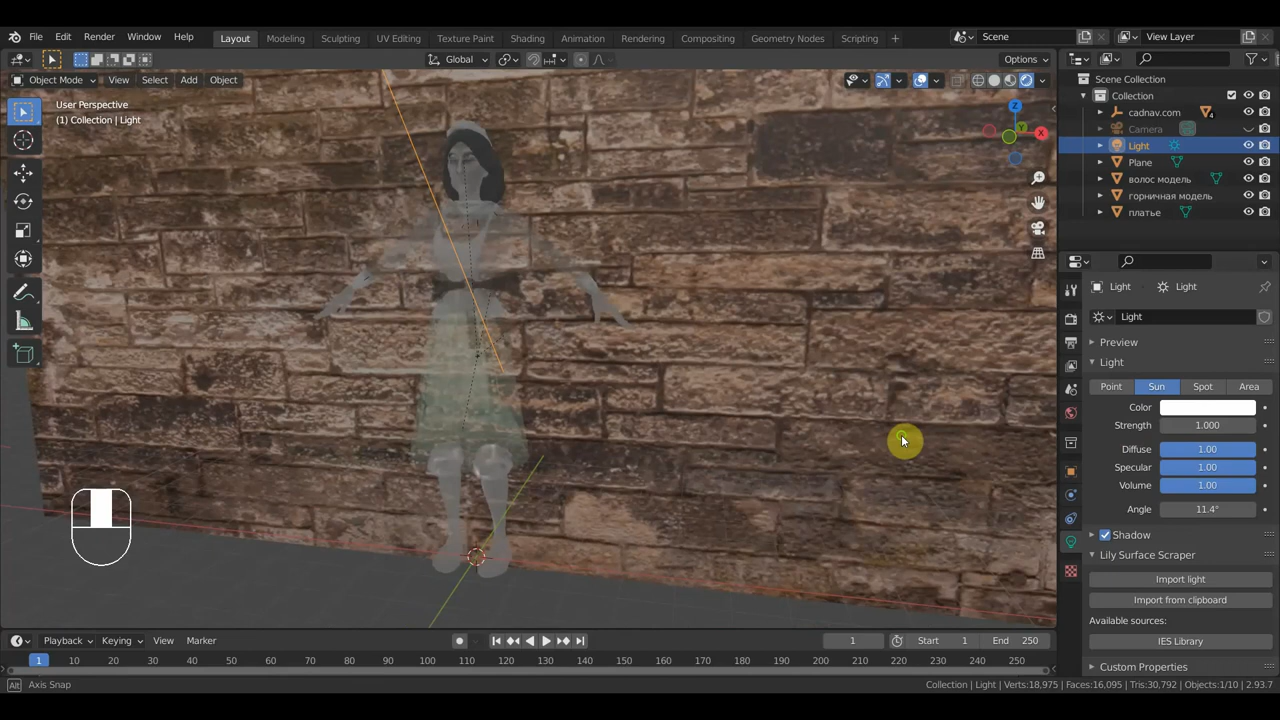 File Edit Render Window Help Layout Modeling Sculpting UV Editing Texture Paint Shading Animation Rendering Compositing Geometry Nodes Scripting + Scene View Layer
Global Options
Object Mode View Select Add Object
User Perspective
(1) Collection | Light
Z
Y
X
Scene Collection
Collection
cadnav.com 4
Camera
Light
Plane
волос модель
горничная модель
платье
Light Light
Light
Preview
Light
Point Sun Spot Area
Color
Strength 1.000
Diffuse 1.00
Specular 1.00
Volume 1.00
Angle 11.4°
Shadow
Lily Surface Scraper
Import light
Import from clipboard
Available sources:
IES Library
Custom Properties
Playback Keying View Marker 1 Start 1 End 250
1 10 20 30 40 50 60 70 80 90 100 110 120 130 140 150 160 170 180 190 200 210 220 230 240 250
Alt Axis Snap Collection | Light | Verts:18,975 | Faces:16,095 | Tris:30,792 | Objects:1/10 | 2.93.7